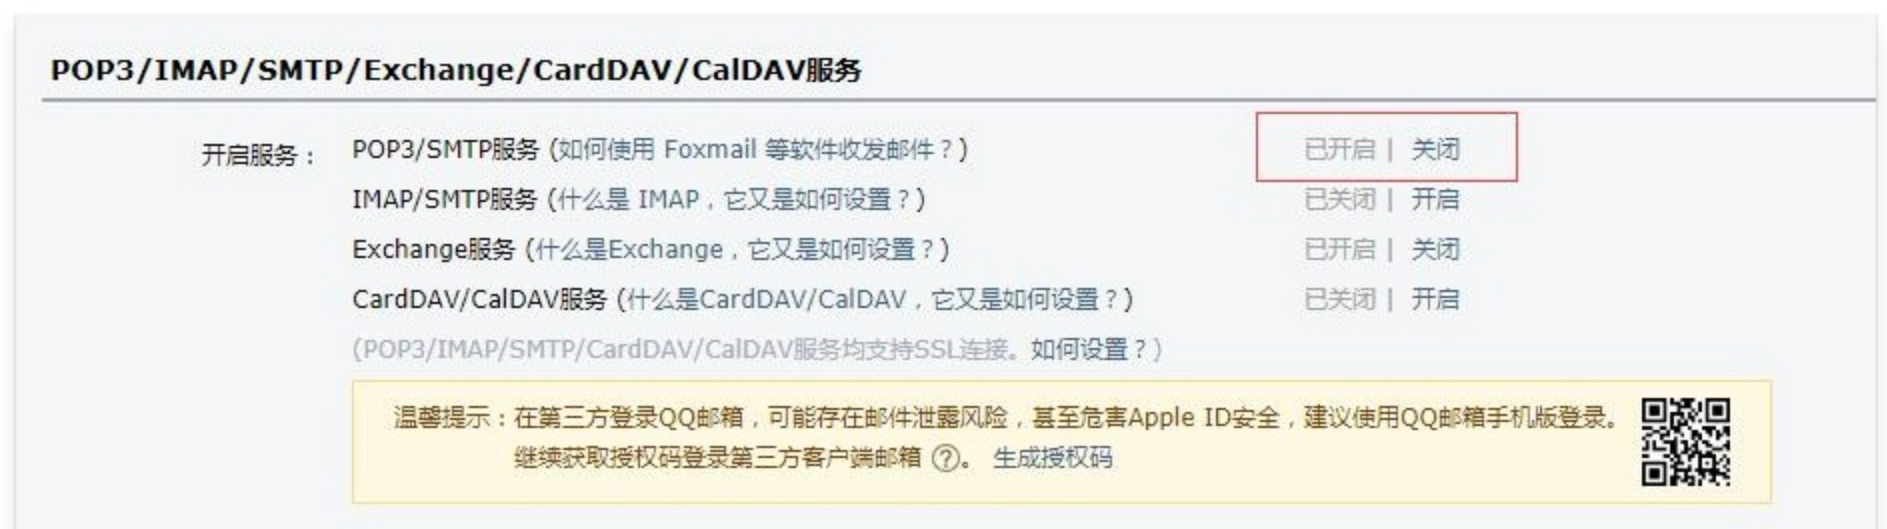 POP3/IMAP/SMTP/Exchange/CardDAV/CalDAV服务
开启服务： POP3/SMTP服务 (如何使用 Foxmail 等软件收发邮件？) 已开启 | 关闭
IMAP/SMTP服务 (什么是 IMAP，它又是如何设置？) 已关闭 | 开启
Exchange服务 (什么是Exchange，它又是如何设置？) 已开启 | 关闭
CardDAV/CalDAV服务 (什么是CardDAV/CalDAV，它又是如何设置？) 已关闭 | 开启
(POP3/IMAP/SMTP/CardDAV/CalDAV服务均支持SSL连接。如何设置？)
温馨提示：在第三方登录QQ邮箱，可能存在邮件泄露风险，甚至危害Apple ID安全，建议使用QQ邮箱手机版登录。
继续获取授权码登录第三方客户端邮箱 ?。 生成授权码